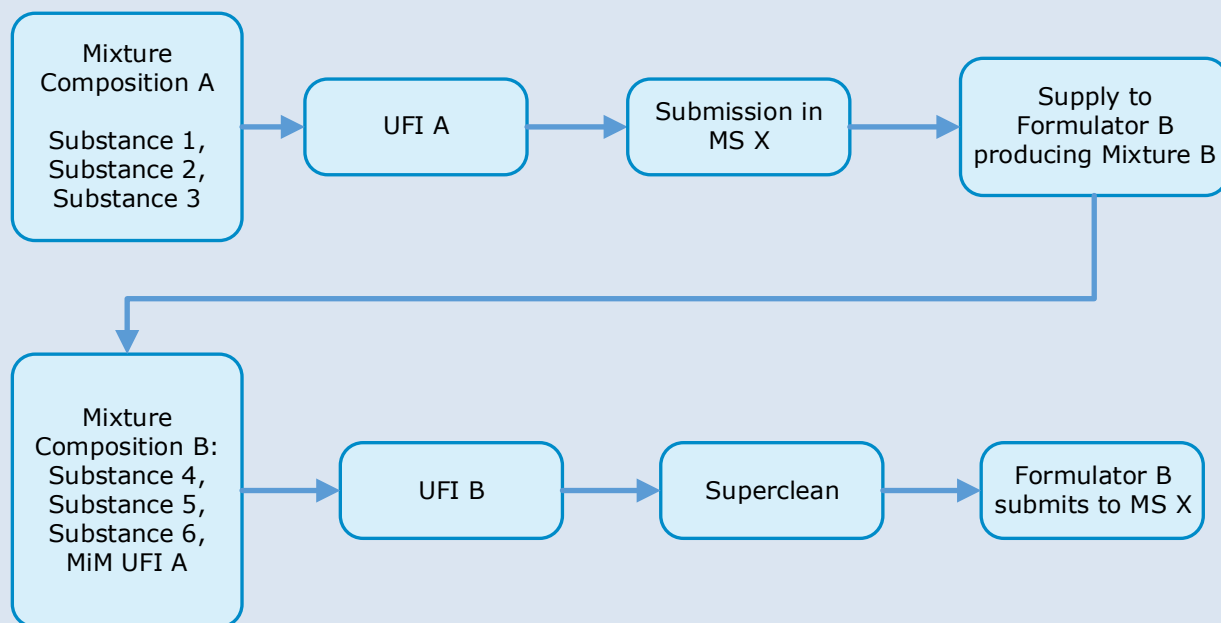 Mixture
Composition A
Substance 1,
Substance 2,
Substance 3
UFI A
Submission in
MS X
Supply to
Formulator B
producing Mixture B
Mixture
Composition B:
Substance 4,
Substance 5,
Substance 6,
MiM UFI A
UFI B
Superclean
Formulator B
submits to MS X